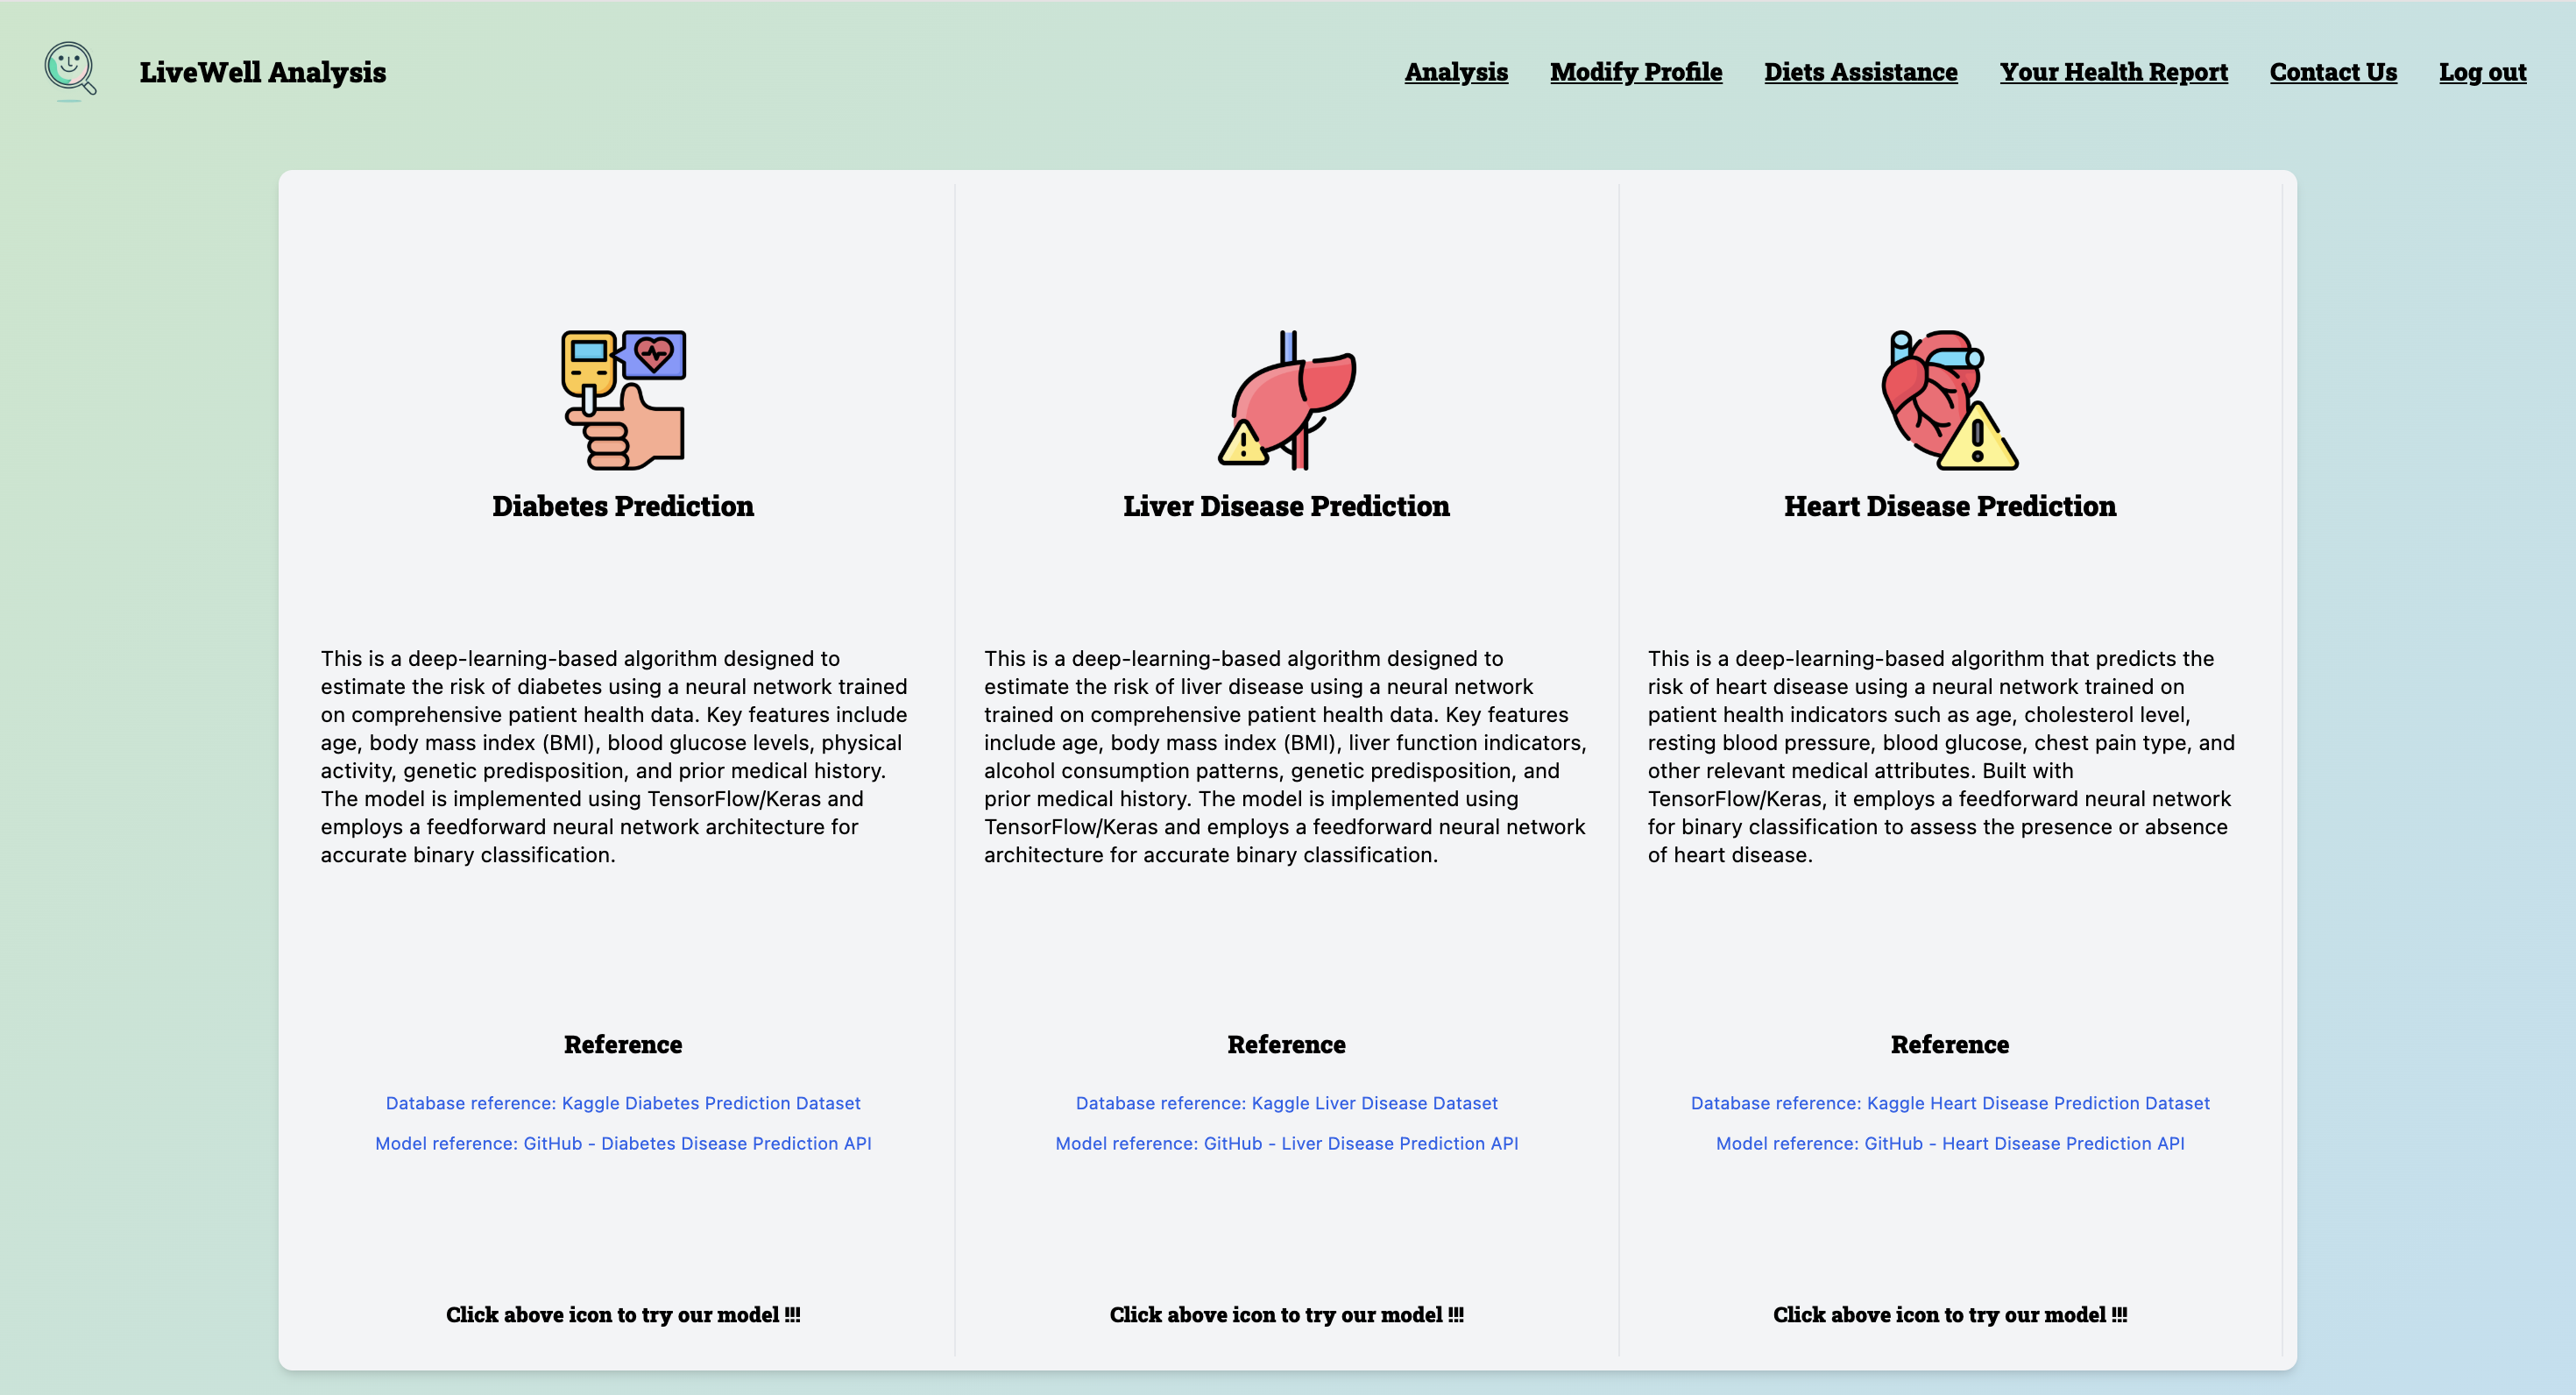 LiveWell Analysis
Analysis
Modify Profile
Diets Assistance
Your Health Report
Contact Us
Log out
Diabetes Prediction
This is a deep-learning-based algorithm designed to
estimate the risk of diabetes using a neural network trained
on comprehensive patient health data. Key features include
age, body mass index (BMI), blood glucose levels, physical
activity, genetic predisposition, and prior medical history.
The model is implemented using TensorFlow/Keras and
employs a feedforward neural network architecture for
accurate binary classification.
Reference
Database reference: Kaggle Diabetes Prediction Dataset
Model reference: GitHub - Diabetes Disease Prediction API
Click above icon to try our model !!!
Liver Disease Prediction
This is a deep-learning-based algorithm designed to
estimate the risk of liver disease using a neural network
trained on comprehensive patient health data. Key features
include age, body mass index (BMI), liver function indicators,
alcohol consumption patterns, genetic predisposition, and
prior medical history. The model is implemented using
TensorFlow/Keras and employs a feedforward neural network
architecture for accurate binary classification.
Reference
Database reference: Kaggle Liver Disease Dataset
Model reference: GitHub - Liver Disease Prediction API
Click above icon to try our model !!!
Heart Disease Prediction
This is a deep-learning-based algorithm that predicts the
risk of heart disease using a neural network trained on
patient health indicators such as age, cholesterol level,
resting blood pressure, blood glucose, chest pain type, and
other relevant medical attributes. Built with
TensorFlow/Keras, it employs a feedforward neural network
for binary classification to assess the presence or absence
of heart disease.
Reference
Database reference: Kaggle Heart Disease Prediction Dataset
Model reference: GitHub - Heart Disease Prediction API
Click above icon to try our model !!!